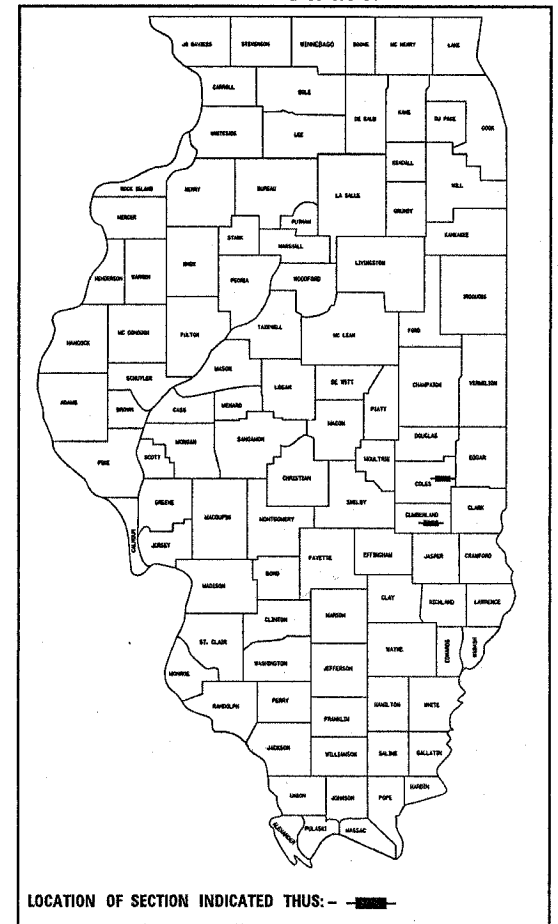 JO DAVIESS STEPHENSON WINNEBAGO BOONE MC HENRY LAKE
CARROLL OGLE DE KALB KANE DU PAGE COOK
WHITESIDE LEE
KENDALL
ROCK ISLAND HENRY BUREAU LA SALLE GRUNDY WILL
MERCER PUTNAM KANKAKEE
STARK MARSHALL
HENDERSON WARREN KNOX PEORIA WOODFORD LIVINGSTON IROQUOIS
HANCOCK MC DONOUGH FULTON TAZEWELL MC LEAN FORD
SCHUYLER MASON LOGAN DE WITT CHAMPAIGN VERMILION
ADAMS BROWN CASS MENARD MACON PIATT
PIKE SCOTT MORGAN SANGAMON MOULTRIE DOUGLAS EDGAR
CHRISTIAN COLES
GREENE MACOUPIN MONTGOMERY SHELBY CUMBERLAND CLARK
CALHOUN JERSEY FAYETTE EFFINGHAM JASPER CRAWFORD
MADISON BOND CLAY RICHLAND LAWRENCE
CLINTON MARION
ST. CLAIR WAYNE EDWARDS WABASH
MONROE WASHINGTON JEFFERSON
RANDOLPH PERRY HAMILTON WHITE
FRANKLIN
JACKSON WILLIAMSON SALINE GALLATIN
UNION JOHNSON POPE HARDIN
ALEXANDER PULASKI MASSAC
LOCATION OF SECTION INDICATED THUS: -